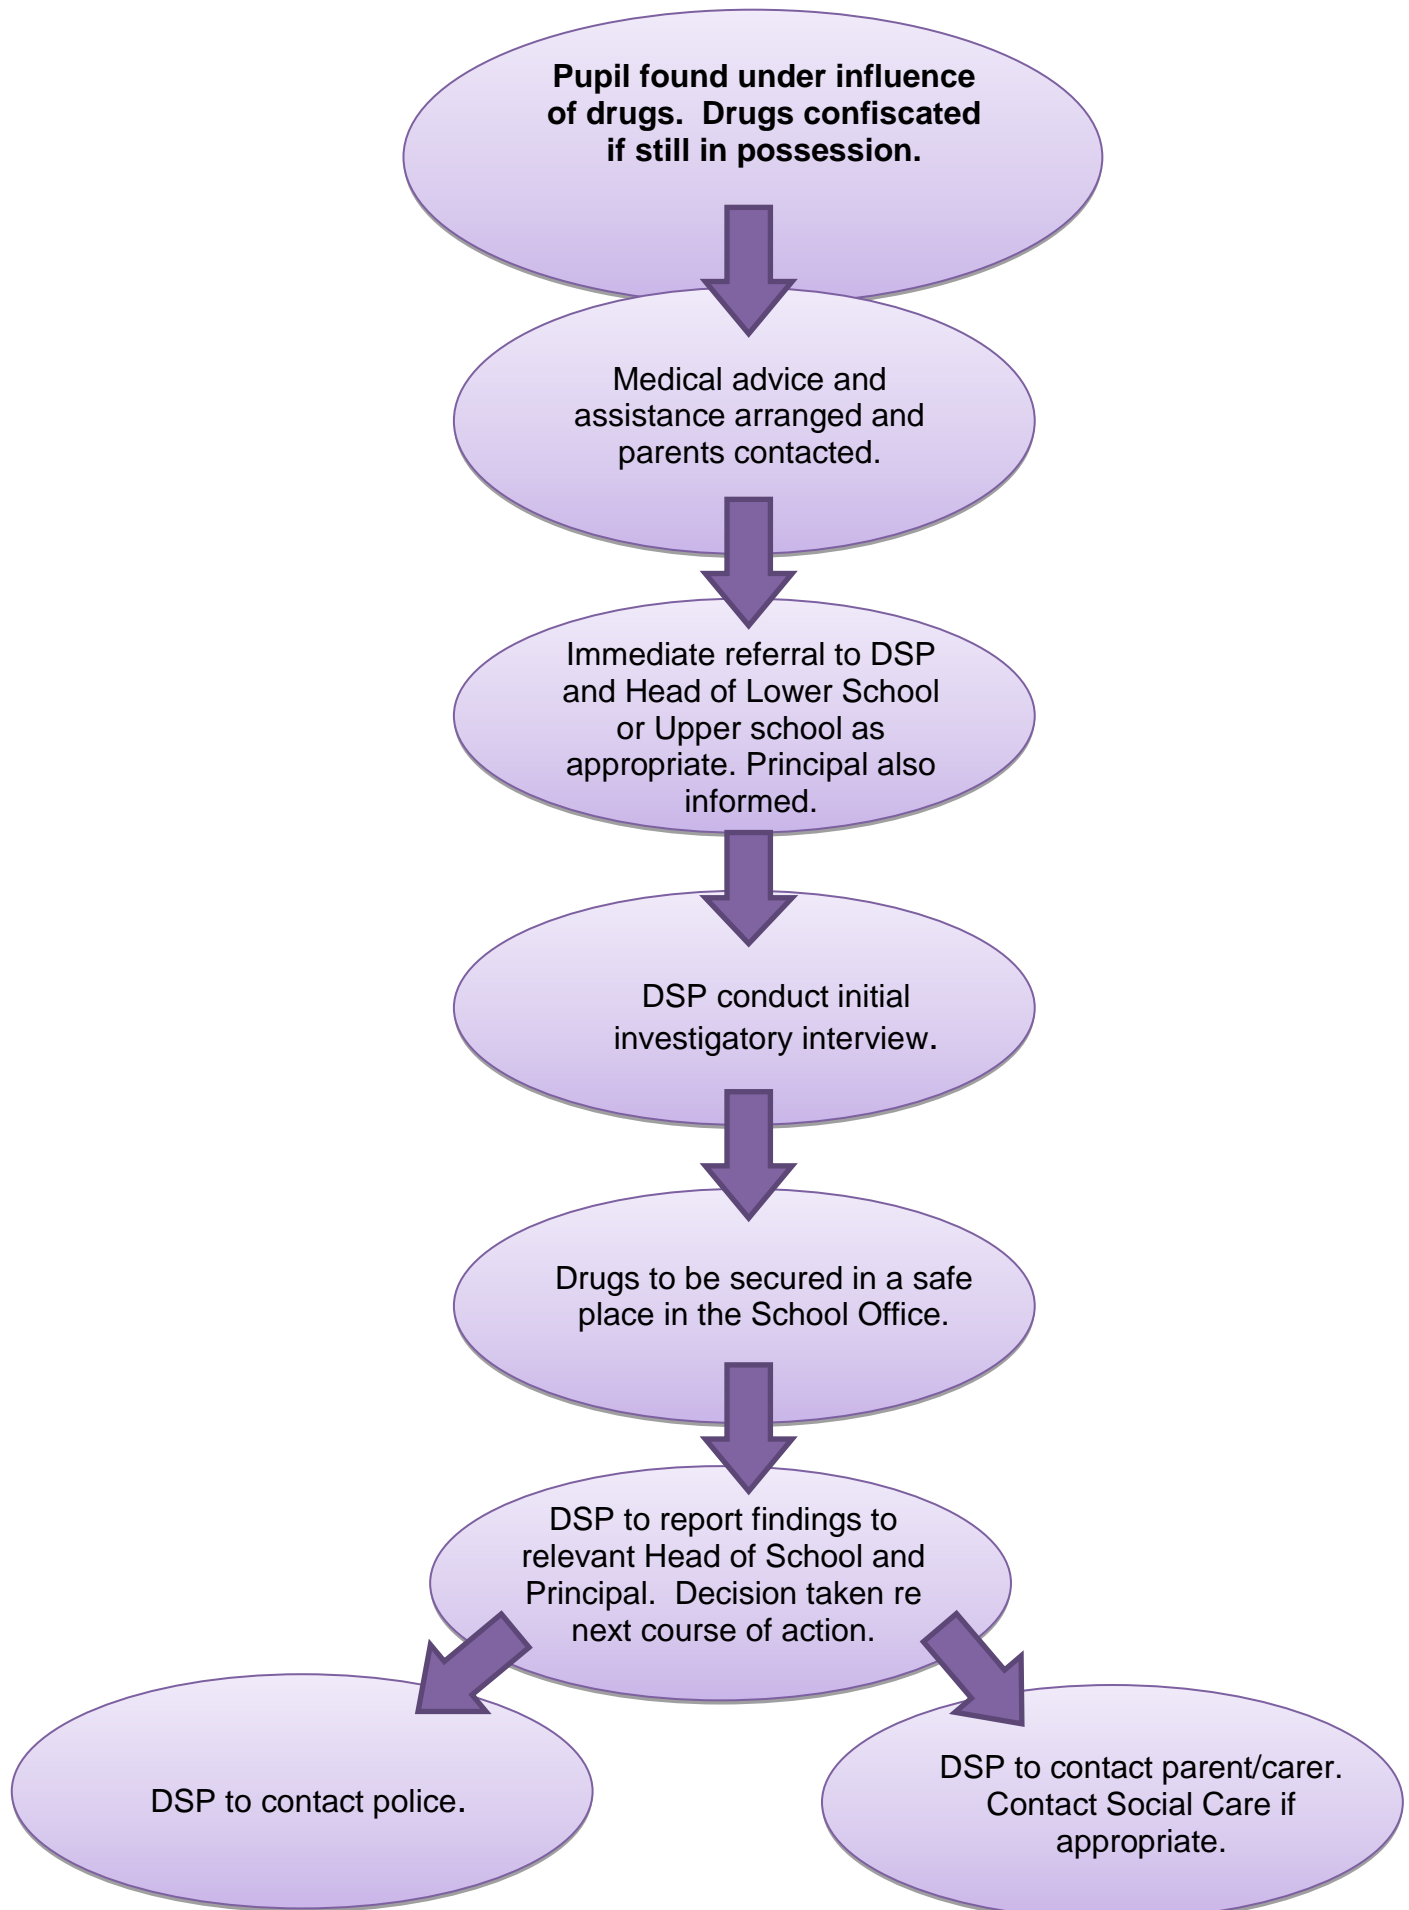 Pupil found under influence
of drugs.  Drugs confiscated
if still in possession.
Medical advice and
assistance arranged and
parents contacted.
Immediate referral to DSP
and Head of Lower School
or Upper school as
appropriate. Principal also
informed.
DSP conduct initial
investigatory interview.
Drugs to be secured in a safe
place in the School Office.
DSP to report findings to
relevant Head of School and
Principal.  Decision taken re
next course of action.
DSP to contact police.
DSP to contact parent/carer.
Contact Social Care if
appropriate.